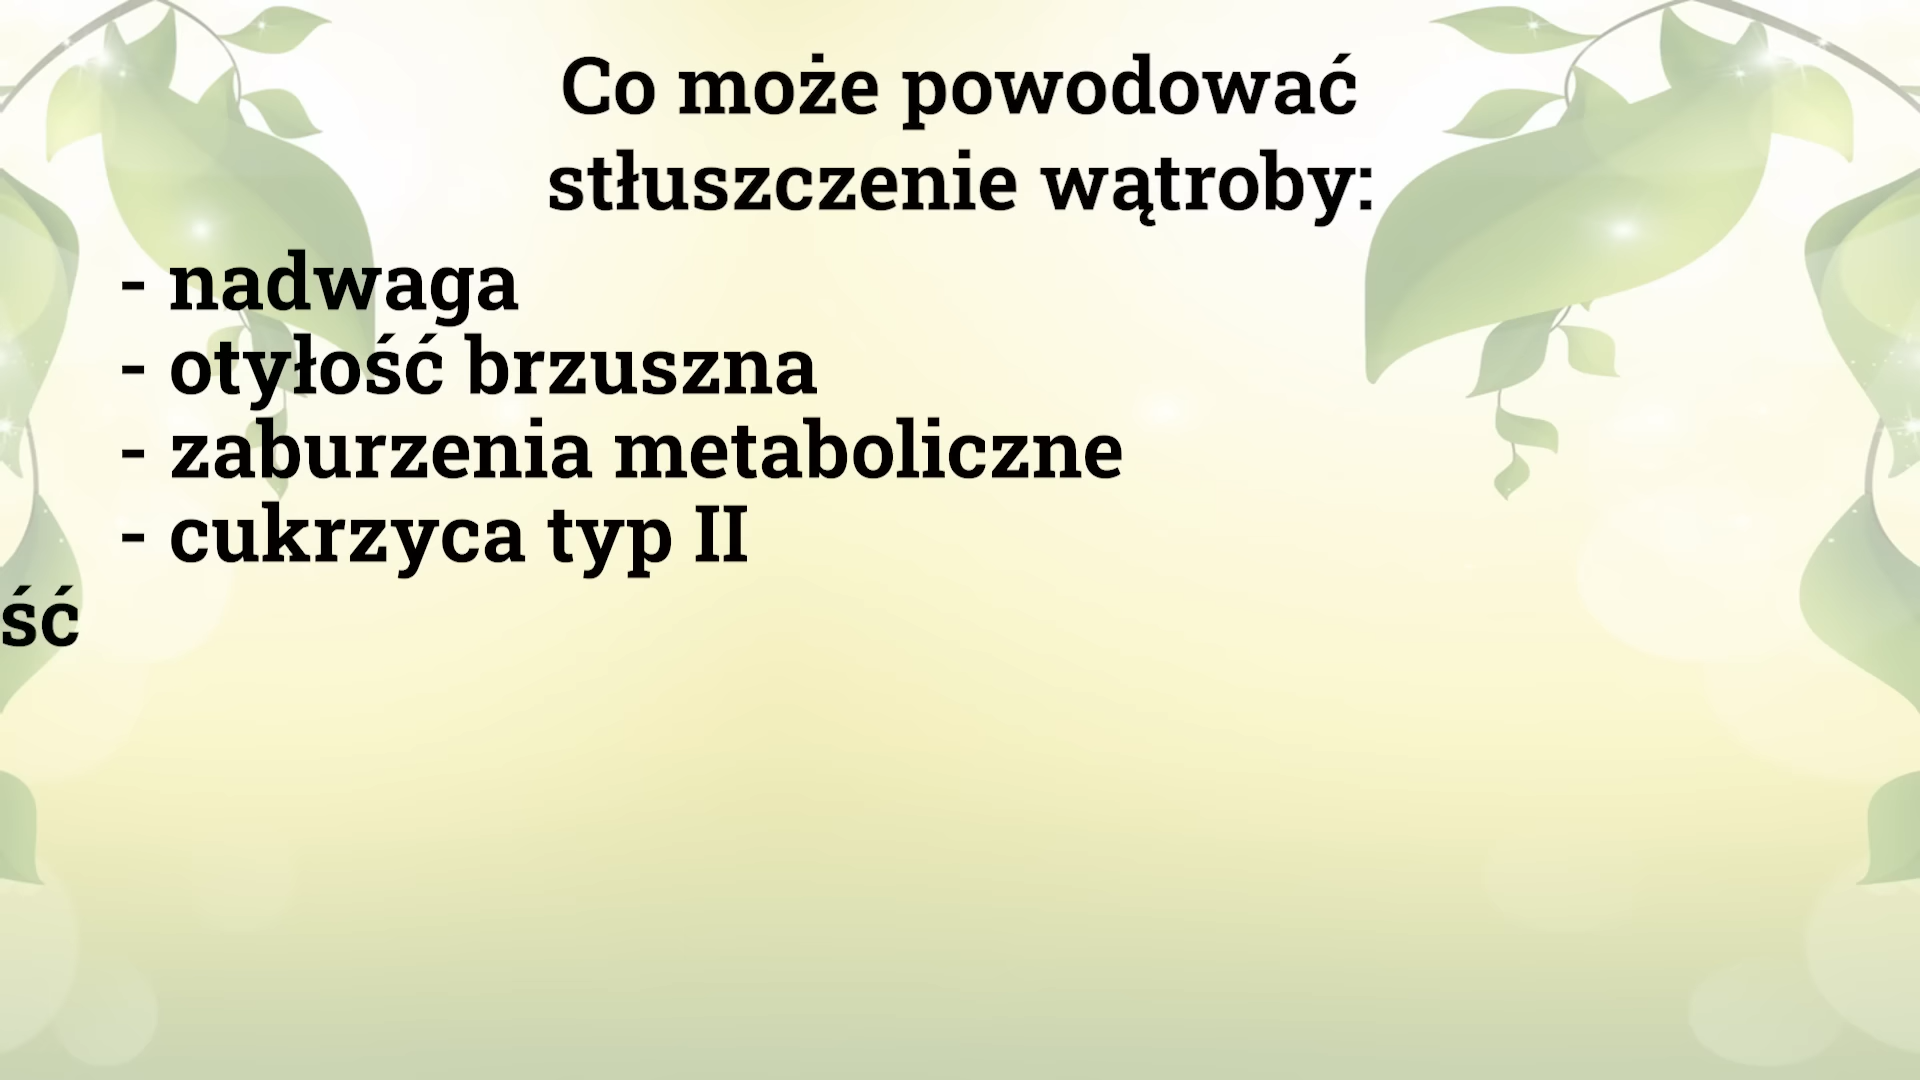 Co może powodować
stłuszczenie wątroby:
- nadwaga
- otyłość brzuszna
- zaburzenia metaboliczne
- cukrzyca typ II
ść